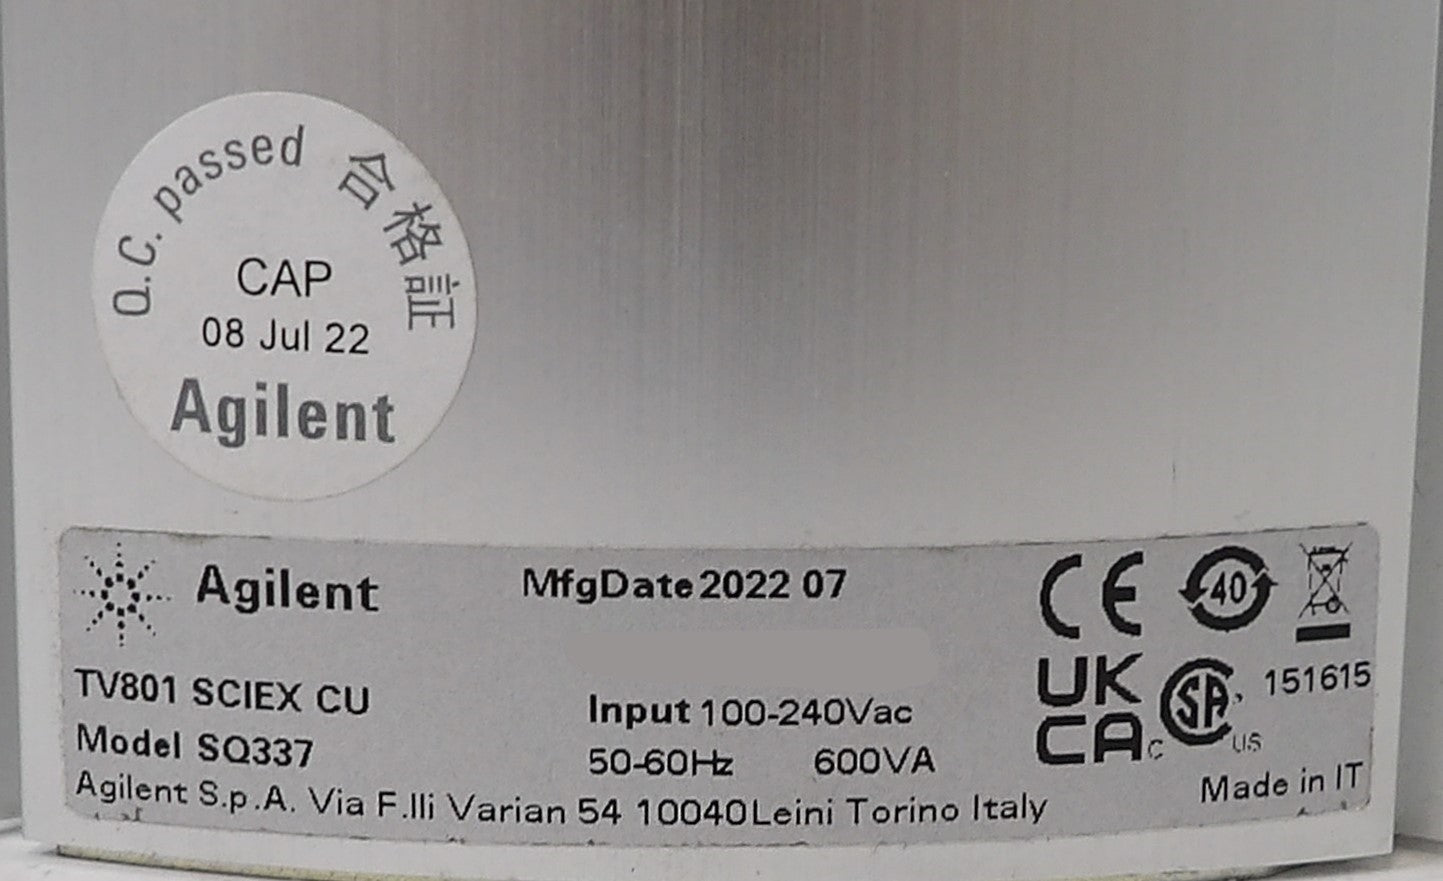 Q.C. passed 合格証
CAP
08 Jul 22
Agilent
Agilent
MfgDate 2022 07
TV801 SCIEX CU
Model SQ337
Input 100-240Vac
50-60Hz 600VA
Agilent S.p.A. Via F.lli Varian 54 10040 Leini Torino Italy
CE
40
UK
CA
C SA US
151615
Made in IT